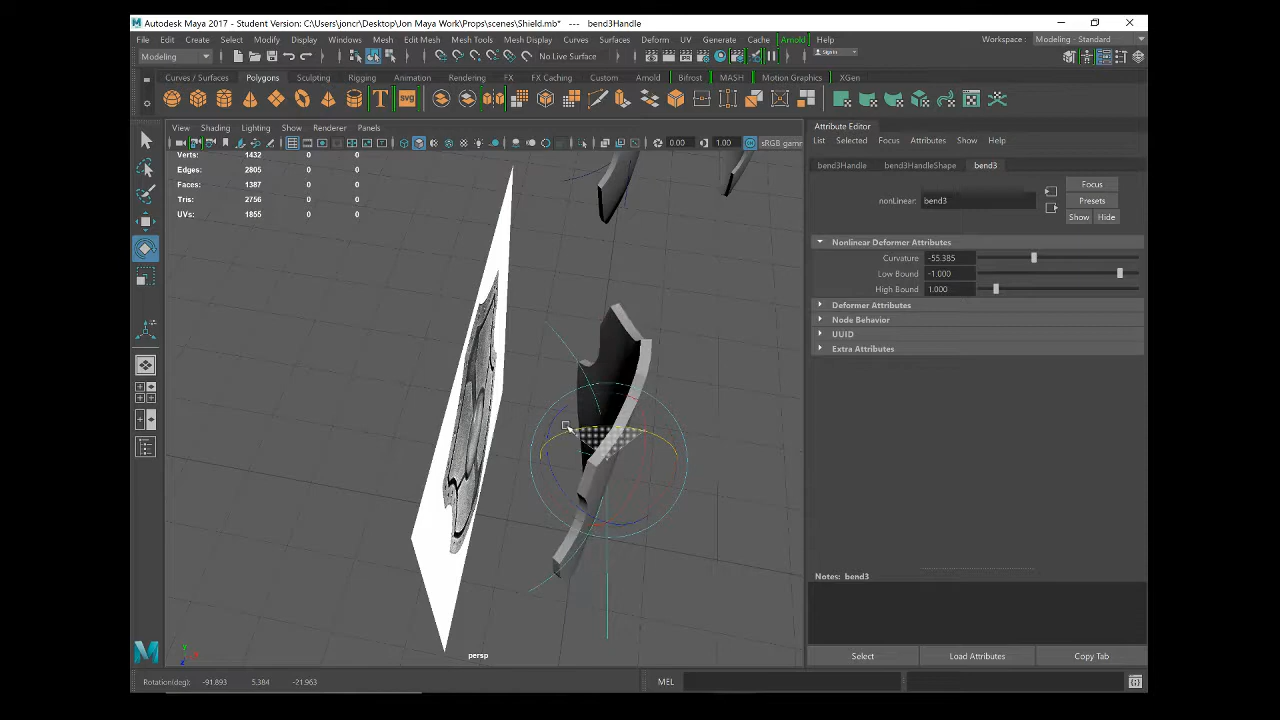 Autodesk Maya 2017 - Student Version: C:\Users\joncr\Desktop\Jon Maya Work\Props\scenes\Shield.mb*   ---   bend3Handle
File Edit Create Select Modify Display Windows Mesh Edit Mesh Mesh Tools Mesh Display Curves Surfaces Deform UV Generate Cache Arnold Help
Workspace : Modeling - Standard
Modeling No Live Surface Sign in
Curves / Surfaces Polygons Sculpting Rigging Animation Rendering FX FX Caching Custom Arnold Bifrost MASH Motion Graphics XGen
T svg
Attribute Editor
View Shading Lighting Show Renderer Panels
List Selected Focus Attributes Show Help
0.00 1.00 sRGB gamm
Verts: 1432 0 0
Edges: 2805 0 0
Faces: 1387 0 0
Tris: 2756 0 0
UVs: 1855 0 0
bend3Handle bend3HandleShape bend3
Focus
nonLinear: bend3 Presets
Show Hide
Nonlinear Deformer Attributes
Curvature -55.385
Low Bound -1.000
High Bound 1.000
Deformer Attributes
Node Behavior
UUID
Extra Attributes
Notes: bend3
persp
Select Load Attributes Copy Tab
Rotation(deg): -91.893 5.384 -21.963 MEL